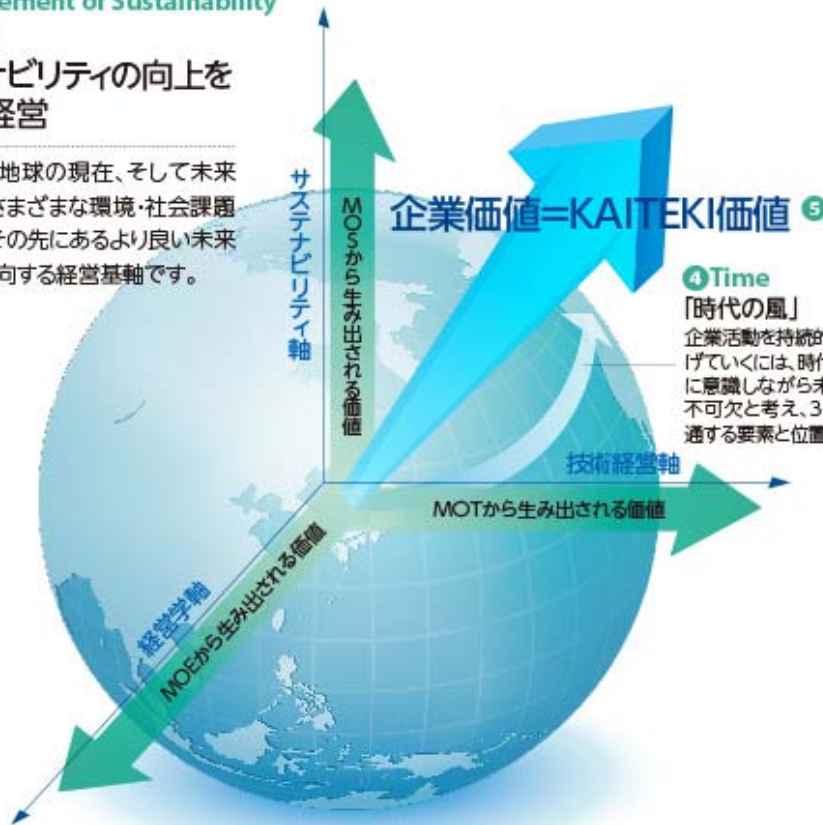 ement of Sustainability
ナビリティの向上を
経営
地球の現在、そして未来
さまざまな環境・社会課題
その先にあるより良い未来
向する経営基軸です。
サステナビリティ軸
MOSから生み出される価値
企業価値=KAITEKI価値 ❺
❹Time
「時代の風」
企業活動を持続的
げていくには、時代
に意識しながら未
不可欠と考え、3
通する要素と位置
技術経営軸
MOTから生み出される価値
経営学軸
MOEから生み出される価値